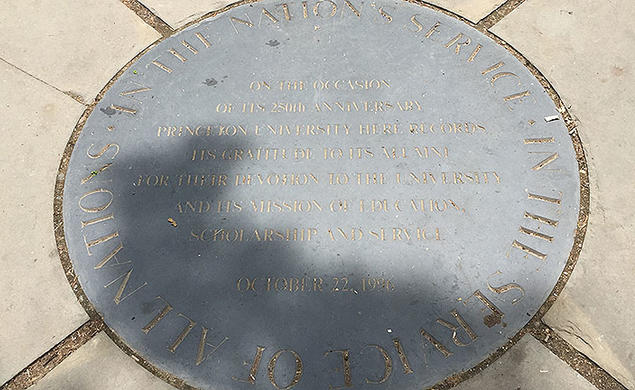 IN THE NATION'S SERVICE · IN THE SERVICE OF ALL NATIONS ·
ON THE OCCASION
OF ITS 250TH ANNIVERSARY
PRINCETON UNIVERSITY HERE RECORDS
ITS GRATITUDE TO ITS ALUMNI
FOR THEIR DEVOTION TO THE UNIVERSITY
AND ITS MISSION OF EDUCATION,
SCHOLARSHIP AND SERVICE
OCTOBER 22, 1996